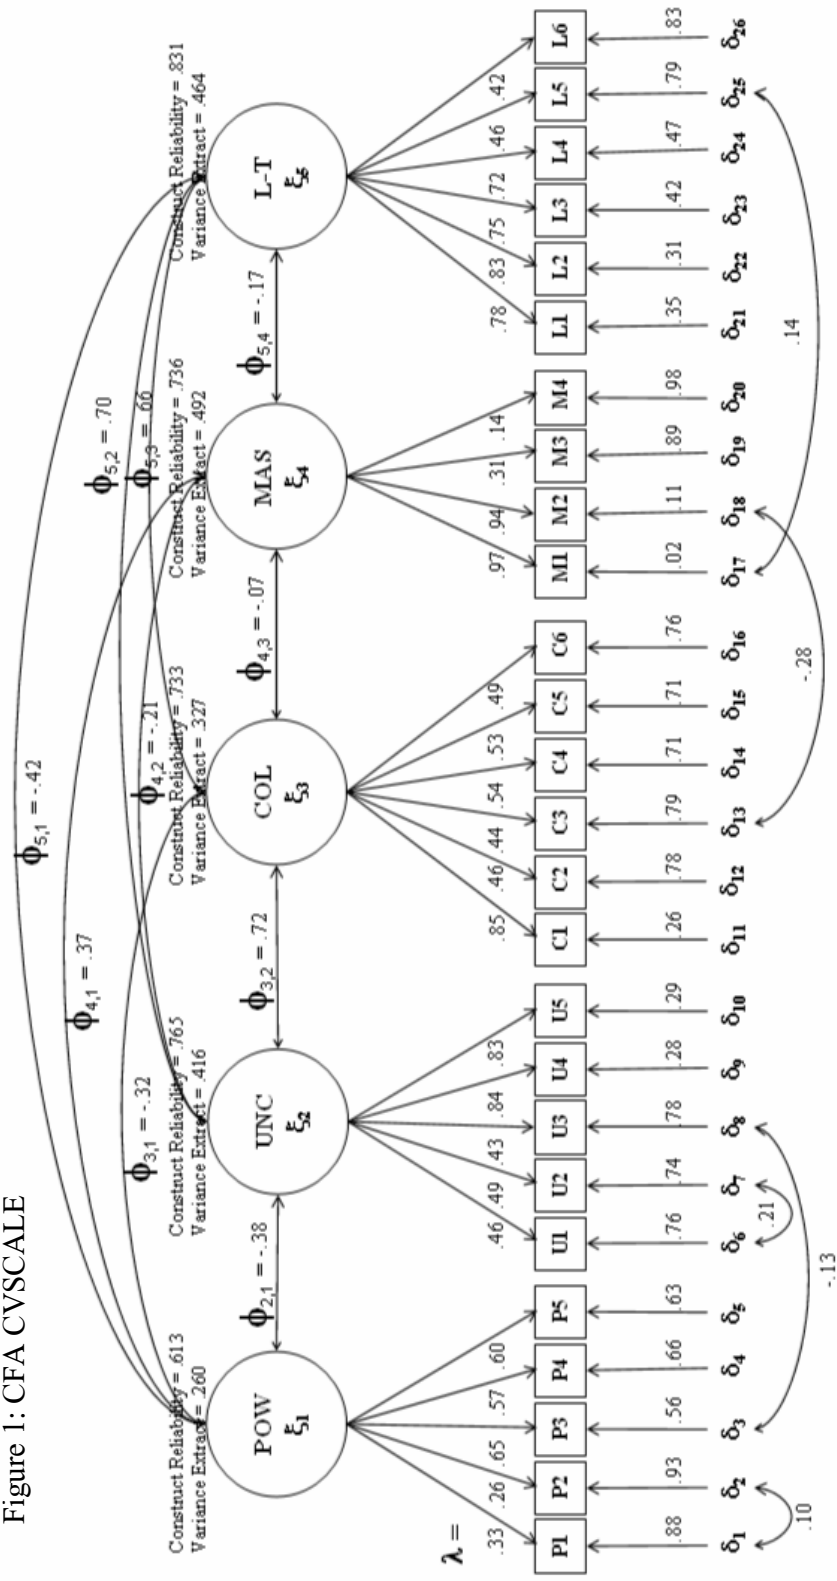 Figure 1: CFA CVSCALE
ϕ5,1 = -.42
ϕ4,1 = .37
ϕ5,2 = .70
ϕ3,1 = -.32
ϕ4,2 = -.21
ϕ5,3 = .66
Construct Reliability = .613
Variance Extract = .260
Construct Reliability = .765
Variance Extract = .416
Construct Reliability = .733
Variance Extract = .327
Construct Reliability = .736
Variance Extract = .492
Construct Reliability = .831
Variance Extract = .464
POW
ξ1
UNC
ξ2
COL
ξ3
MAS
ξ4
L-T
ξ5
ϕ2,1 = -.38
ϕ3,2 = .72
ϕ4,3 = -.07
ϕ5,4 = -.17
λ =
.33 .26 .65 .57 .60 .46 .49 .43 .84 .83 .85 .46 .44 .54 .53 .49 .97 .94 .31 .14 .78 .83 .75 .72 .46 .42
P1 P2 P3 P4 P5 U1 U2 U3 U4 U5 C1 C2 C3 C4 C5 C6 M1 M2 M3 M4 L1 L2 L3 L4 L5 L6
.88 .93 .56 .66 .63 .76 .74 .78 .28 .29 .26 .78 .79 .71 .71 .76 .02 .11 .89 .98 .35 .31 .42 .47 .79 .83
δ1 δ2 δ3 δ4 δ5 δ6 δ7 δ8 δ9 δ10 δ11 δ12 δ13 δ14 δ15 δ16 δ17 δ18 δ19 δ20 δ21 δ22 δ23 δ24 δ25 δ26
.10 .21 .14
-.13 -.28